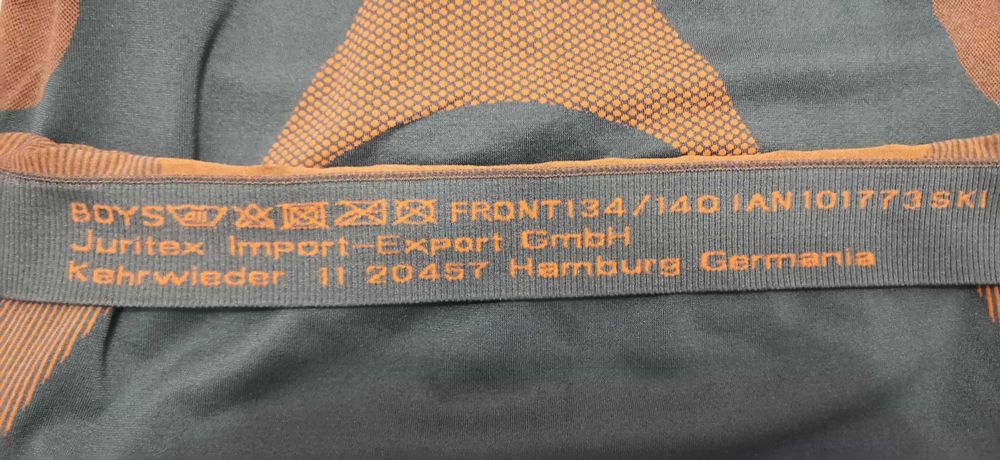 BOYS FRONT 134/140 IAN 101773 SKI
Juritex Import-Export GmbH
Kehrwieder 11 20457 Hamburg Germania